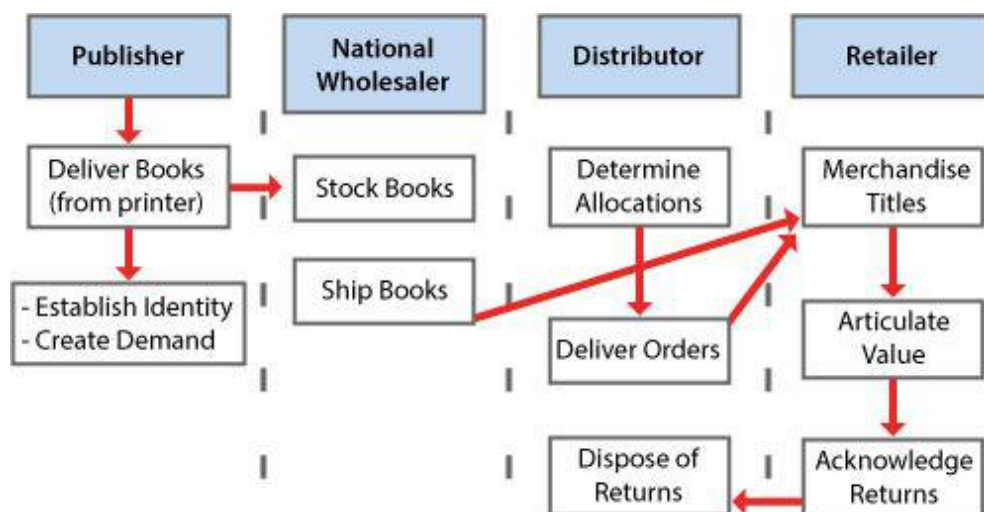 Publisher
National
Wholesaler
Distributor
Retailer
Deliver Books
(from printer)
Stock Books
Determine
Allocations
Merchandise
Titles
- Establish Identity
- Create Demand
Ship Books
Deliver Orders
Articulate
Value
Dispose of
Returns
Acknowledge
Returns